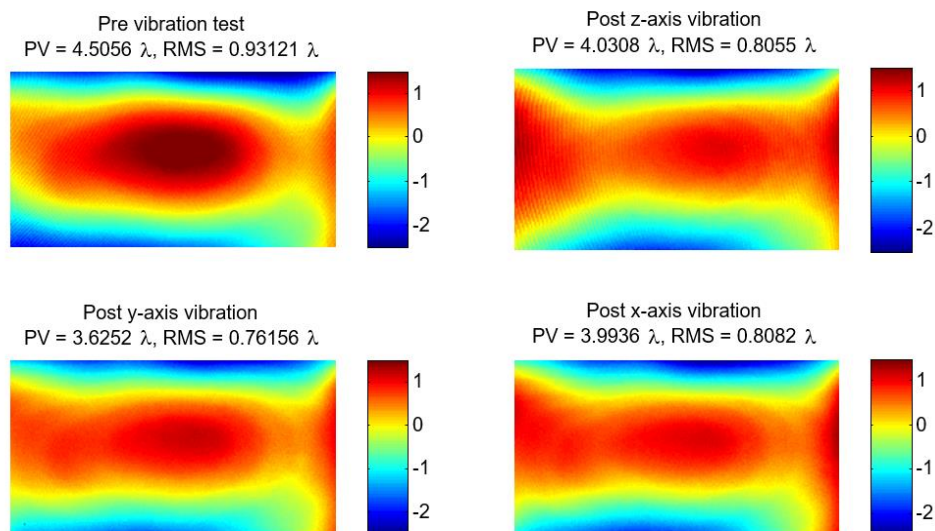 Pre vibration test
PV = 4.5056 λ, RMS = 0.93121 λ
1
0
-1
-2
Post z-axis vibration
PV = 4.0308 λ, RMS = 0.8055 λ
1
0
-1
-2
Post y-axis vibration
PV = 3.6252 λ, RMS = 0.76156 λ
1
0
-1
-2
Post x-axis vibration
PV = 3.9936 λ, RMS = 0.8082 λ
1
0
-1
-2